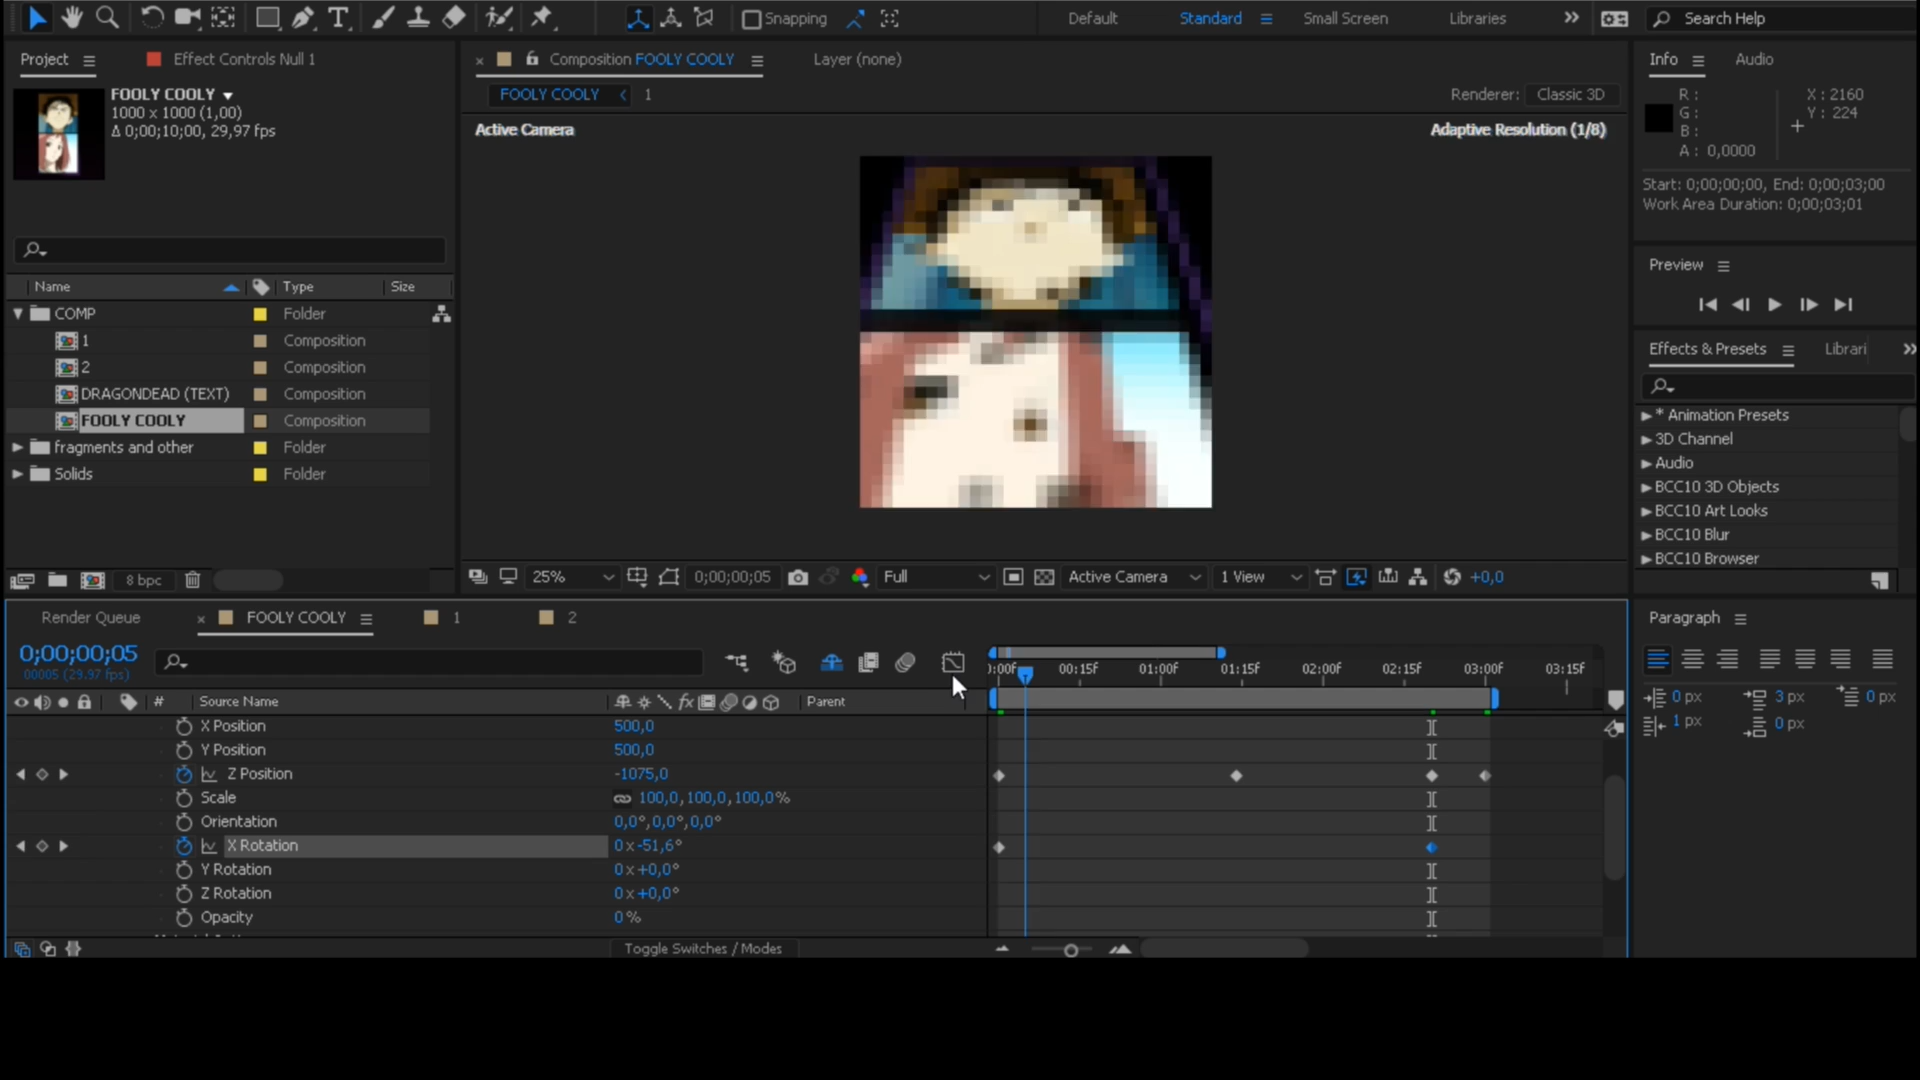 Snapping
Default
Standard
Small Screen
Libraries
Search Help
Project
Effect Controls Null 1
Composition FOOLY COOLY
Layer (none)
Info
Audio
FOOLY COOLY
1000 x 1000 (1,00)
Δ 0;00;10;00, 29,97 fps
FOOLY COOLY
1
Renderer:
Classic 3D
R :
G :
B :
A : 0,0000
X : 2160
Y : 224
Active Camera
Adaptive Resolution (1/8)
Start: 0;00;00;00, End: 0;00;03;00
Work Area Duration: 0;00;03;01
Preview
Name
Type
Size
COMP
Folder
1
Composition
2
Composition
DRAGONDEAD (TEXT)
Composition
FOOLY COOLY
Composition
fragments and other
Folder
Solids
Folder
Effects & Presets
Librari
* Animation Presets
3D Channel
Audio
BCC10 3D Objects
BCC10 Art Looks
BCC10 Blur
BCC10 Browser
8 bpc
25%
0;00;00;05
Full
Active Camera
1 View
+0,0
Render Queue
FOOLY COOLY
1
2
Paragraph
0;00;00;05
00005 (29.97 fps)
):00f
00:15f
01:00f
01:15f
02:00f
02:15f
03:00f
03:15f
#
Source Name
fx
Parent
0 px
3 px
0 px
1 px
0 px
X Position
500,0
Y Position
500,0
Z Position
-1075,0
Scale
100,0,100,0,100,0%
Orientation
0,0°,0,0°,0,0°
X Rotation
0x-51,6°
Y Rotation
0x+0,0°
Z Rotation
0x+0,0°
Opacity
0%
Toggle Switches / Modes